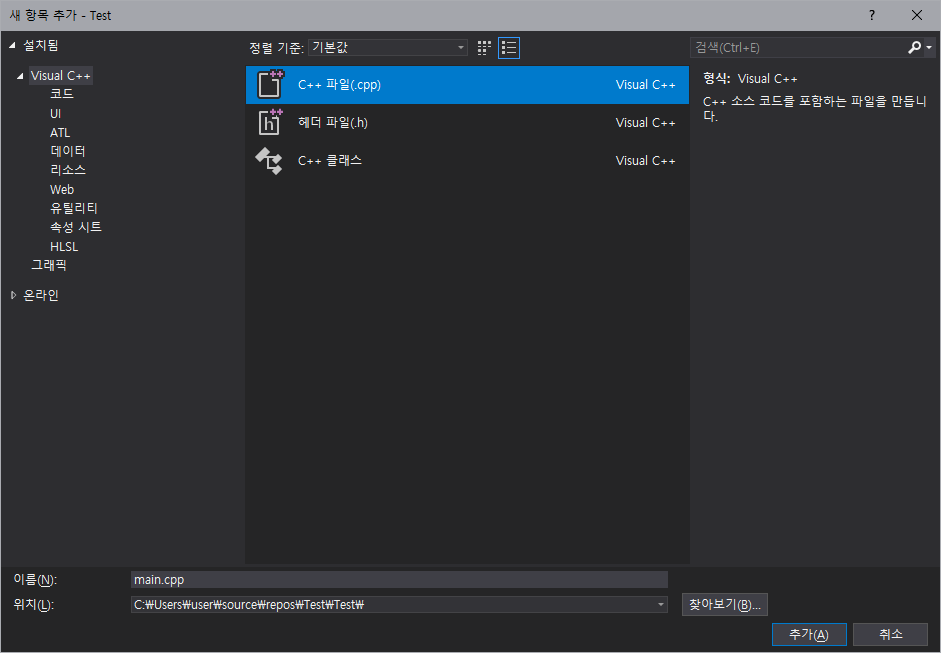 새 항목 추가 - Test
?
설치됨
Visual C++
코드
UI
ATL
데이터
리소스
Web
유틸리티
속성 시트
HLSL
그래픽
온라인
정렬 기준: 기본값
C++ 파일(.cpp) Visual C++
헤더 파일(.h) Visual C++
C++ 클래스 Visual C++
검색(Ctrl+E)
형식: Visual C++
C++ 소스 코드를 포함하는 파일을 만듭니
다.
이름(N): main.cpp
위치(L): C:₩Users₩user₩source₩repos₩Test₩Test₩
찾아보기(B)...
추가(A) 취소